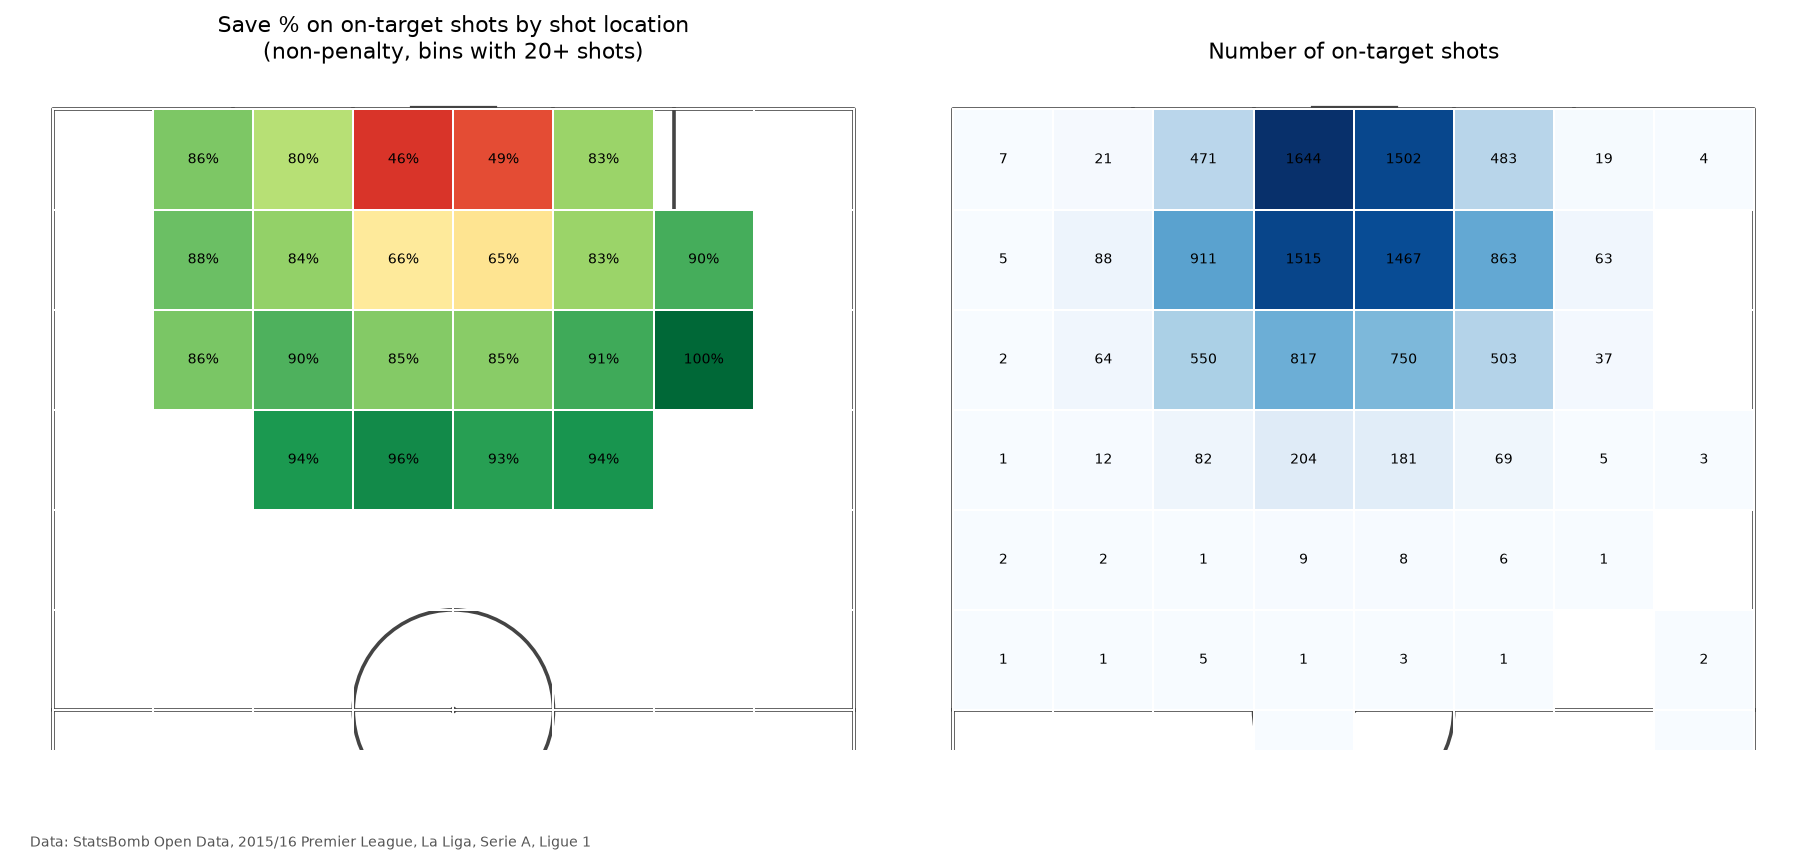 Save % on on-target shots by shot location
(non-penalty, bins with 20+ shots)
86% 80% 46% 49% 83%
88% 84% 66% 65% 83% 90%
86% 90% 85% 85% 91% 100%
94% 96% 93% 94%
Number of on-target shots
7 21 471 1644 1502 483 19 4
5 88 911 1515 1467 863 63
2 64 550 817 750 503 37
1 12 82 204 181 69 5 3
2 2 1 9 8 6 1
1 1 5 1 3 1 2
Data: StatsBomb Open Data, 2015/16 Premier League, La Liga, Serie A, Ligue 1